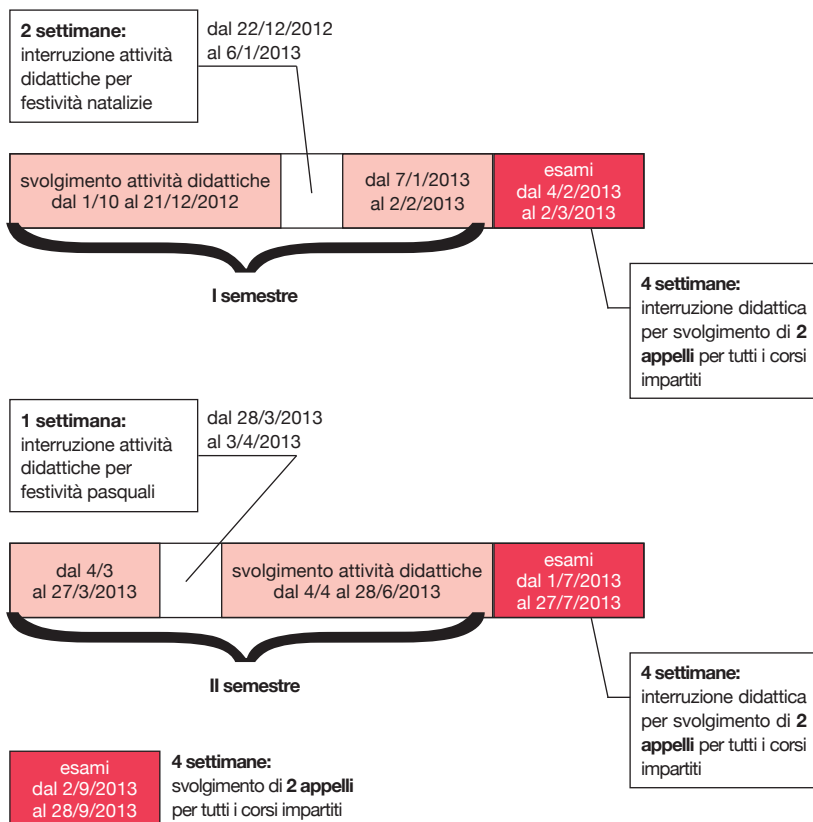 2 settimane:
interruzione attività
didattiche per
festività natalizie
dal 22/12/2012
al 6/1/2013
svolgimento attività didattiche
dal 1/10 al 21/12/2012
dal 7/1/2013
al 2/2/2013
esami
dal 4/2/2013
al 2/3/2013
I semestre
4 settimane:
interruzione didattica
per svolgimento di 2
appelli per tutti i corsi
impartiti
1 settimana:
interruzione attività
didattiche per
festività pasquali
dal 28/3/2013
al 3/4/2013
dal 4/3
al 27/3/2013
svolgimento attività didattiche
dal 4/4 al 28/6/2013
esami
dal 1/7/2013
al 27/7/2013
II semestre
4 settimane:
interruzione didattica
per svolgimento di 2
appelli per tutti i corsi
impartiti
esami
dal 2/9/2013
al 28/9/2013
4 settimane:
svolgimento di 2 appelli
per tutti i corsi impartiti